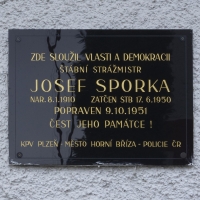 ZDE SLOUŽIL VLASTI A DEMOKRACII
ŠTÁBNÍ STRÁŽMISTR
JOSEF SPORKA
NAR. 8.1.1910 ZATČEN STB 17.6.1950
POPRAVEN 9.10.1951
ČEST JEHO PAMÁTCE !
KPV PLZEŇ - MĚSTO HORNÍ BŘÍZA - POLICIE ČR